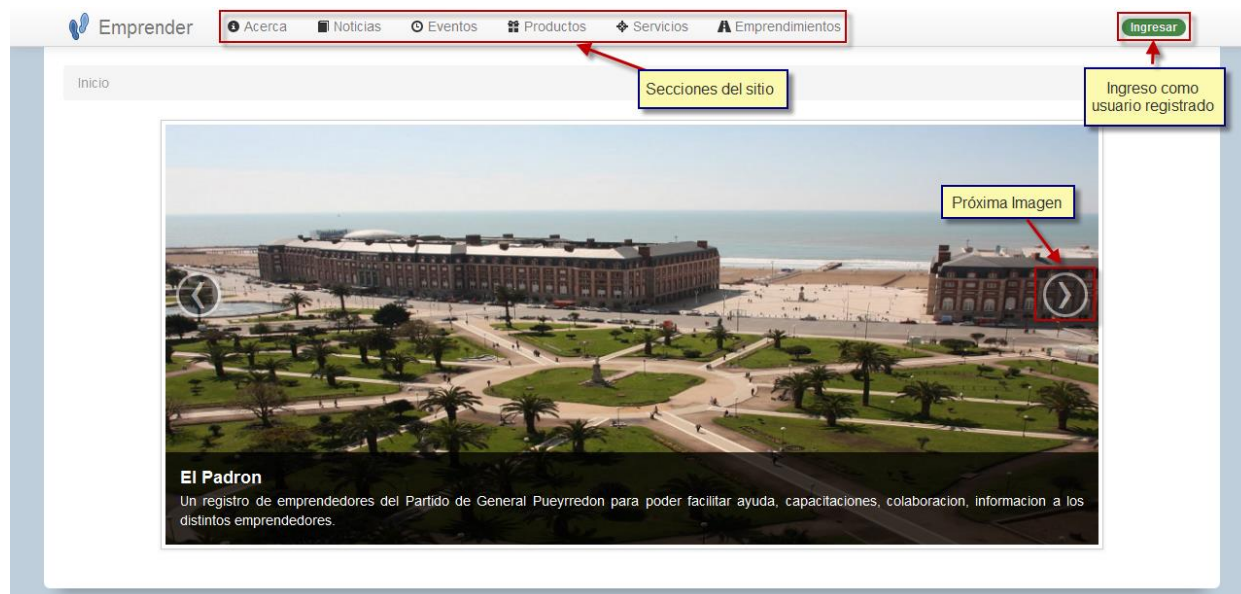 Emprender
Acerca
Noticias
Eventos
Productos
Servicios
Emprendimientos
Ingresar
Inicio
Secciones del sitio
Ingreso como
usuario registrado
Próxima Imagen
El Padron
Un registro de emprendedores del Partido de General Pueyrredon para poder facilitar ayuda, capacitaciones, colaboracion, informacion a los
distintos emprendedores.